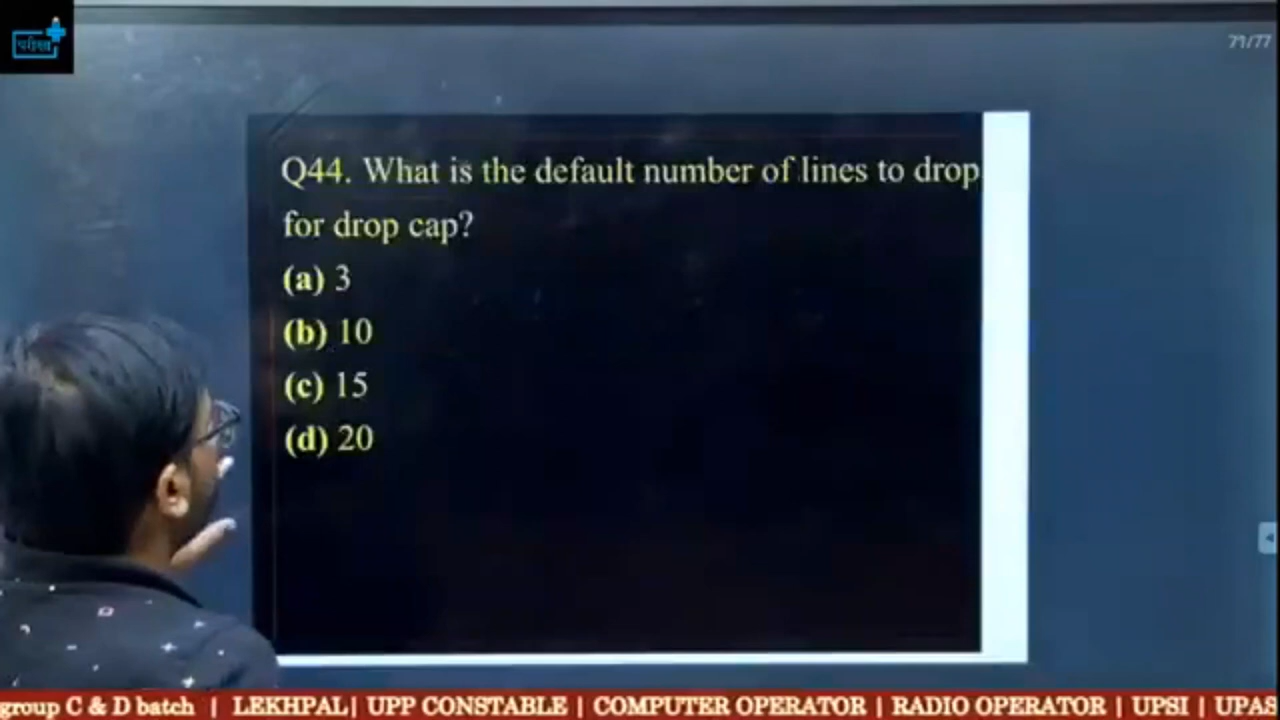 परीक्षा
71/77
Q44. What is the default number of lines to drop
for drop cap?
(a) 3
(b) 10
(c) 15
(d) 20
group C & D batch | LEKHPAL| UPP CONSTABLE | COMPUTER OPERATOR | RADIO OPERATOR | UPSI | UPAS